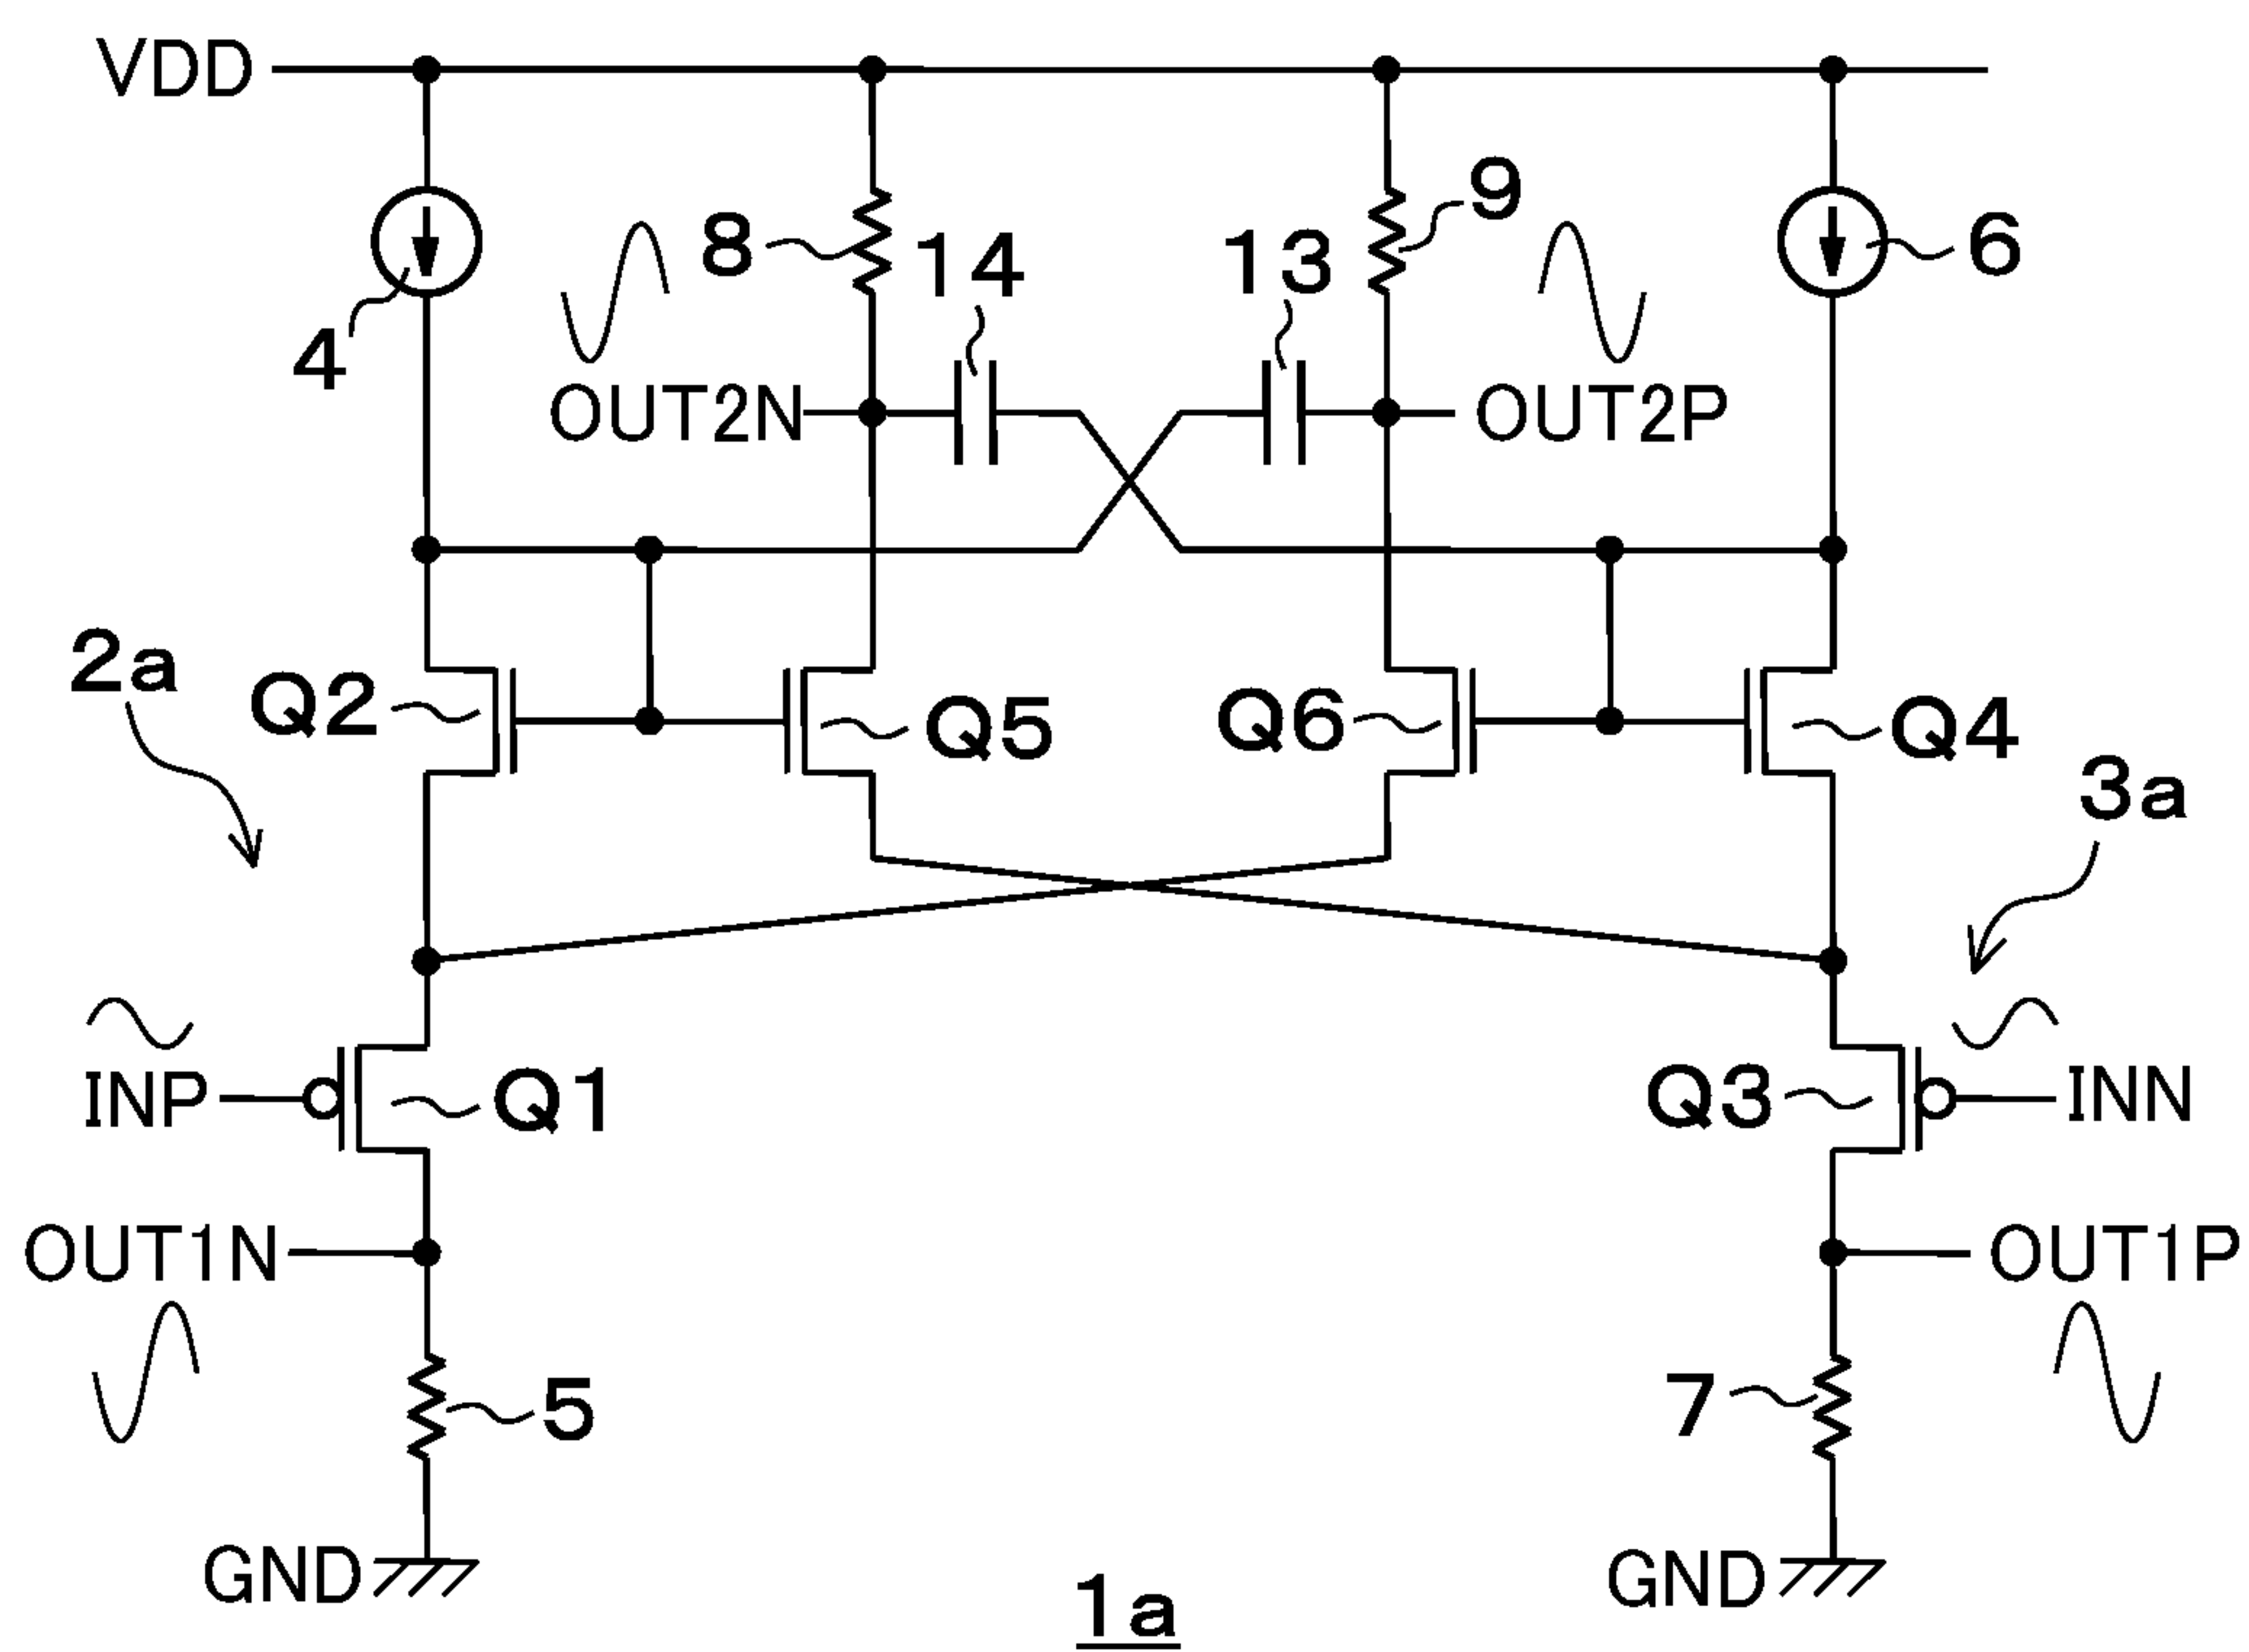 VDD
9
8
14
13
6
4
OUT2N
OUT2P
2a
Q2
Q5
Q6
Q4
3a
INP
Q1
Q3
INN
OUT1N
OUT1P
5
7
GND
GND
1a